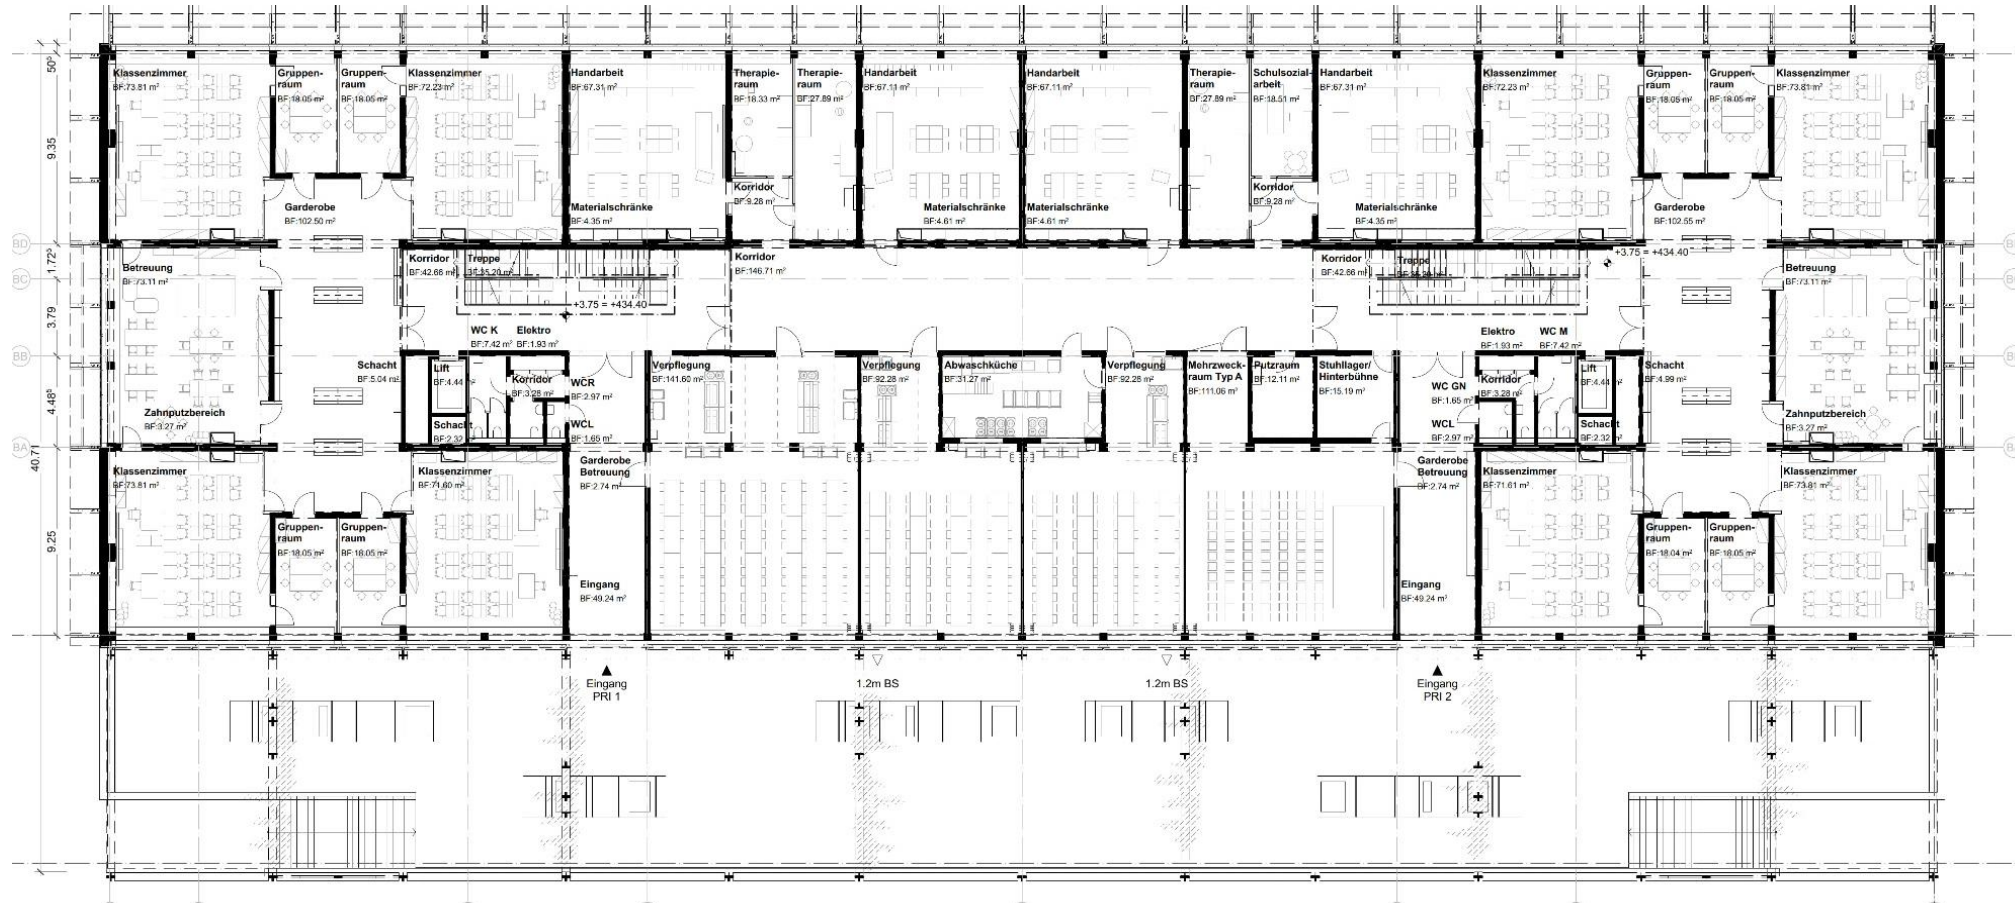 Klassenzimmer
BF:73.81 m²
Gruppen-
raum
BF:18.05 m²
Gruppen-
raum
BF:18.05 m²
Klassenzimmer
BF:72.23 m²
Handarbeit
BF:67.31 m²
Therapie-
raum
BF:18.33 m²
Therapie-
raum
BF:27.89 m²
Handarbeit
BF:67.11 m²
Handarbeit
BF:67.11 m²
Therapie-
raum
BF:27.89 m²
Schulsozial-
arbeit
BF:18.51 m²
Handarbeit
BF:67.31 m²
Klassenzimmer
BF:72.23 m²
Gruppen-
raum
BF:18.05 m²
Gruppen-
raum
BF:18.05 m²
Klassenzimmer
BF:73.81 m²
50⁵
9.35
1.72⁵
3.79
4.48⁵
40.71
9.25
Garderobe
BF:102.50 m²
Materialschränke
BF:4.35 m²
Korridor
BF:9.28 m²
Materialschränke
BF:4.61 m²
Materialschränke
BF:4.61 m²
Korridor
BF:9.28 m²
Materialschränke
BF:4.35 m²
Garderobe
BF:102.55 m²
BD
BC
BB
BA
Betreuung
BF:73.11 m²
Korridor
BF:42.66 m²
Treppe
BF:35.20 m²
+3.75 = +434.40
Korridor
BF:146.71 m²
Korridor
BF:42.66 m²
Treppe
+3.75 = +434.40
Betreuung
BF:73.11 m²
WC K
BF:7.42 m²
Elektro
BF:1.93 m²
Elektro
BF:1.93 m²
WC M
BF:7.42 m²
Schacht
BF:5.04 m²
Lift
BF:4.44 m²
Korridor
BF:3.28 m²
WCR
BF:2.97 m²
Verpflegung
BF:141.60 m²
Verpflegung
BF:92.28 m²
Abwaschküche
BF:31.27 m²
Verpflegung
BF:92.28 m²
Mehrzweck-
raum Typ A
BF:111.06 m²
Putzraum
BF:12.11 m²
Stuhllager/
Hinterbühne
BF:15.19 m²
WC GN
BF:1.65 m²
Korridor
BF:3.28 m²
Lift
BF:4.44 m²
Schacht
BF:4.99 m²
Zahnputzbereich
BF:3.27 m²
Schacht
BF:2.32 m²
WCL
BF:1.65 m²
WCL
BF:2.97 m²
Schacht
BF:2.32 m²
Zahnputzbereich
BF:3.27 m²
Klassenzimmer
BF:73.81 m²
Klassenzimmer
BF:71.60 m²
Garderobe
Betreuung
BF:2.74 m²
Garderobe
Betreuung
BF:2.74 m²
Klassenzimmer
BF:71.61 m²
Klassenzimmer
BF:73.81 m²
Gruppen-
raum
BF:18.05 m²
Gruppen-
raum
BF:18.05 m²
Eingang
BF:49.24 m²
Eingang
BF:49.24 m²
Gruppen-
raum
BF:18.04 m²
Gruppen-
raum
BF:18.05 m²
Eingang
PRI 1
1.2m BS
1.2m BS
Eingang
PRI 2